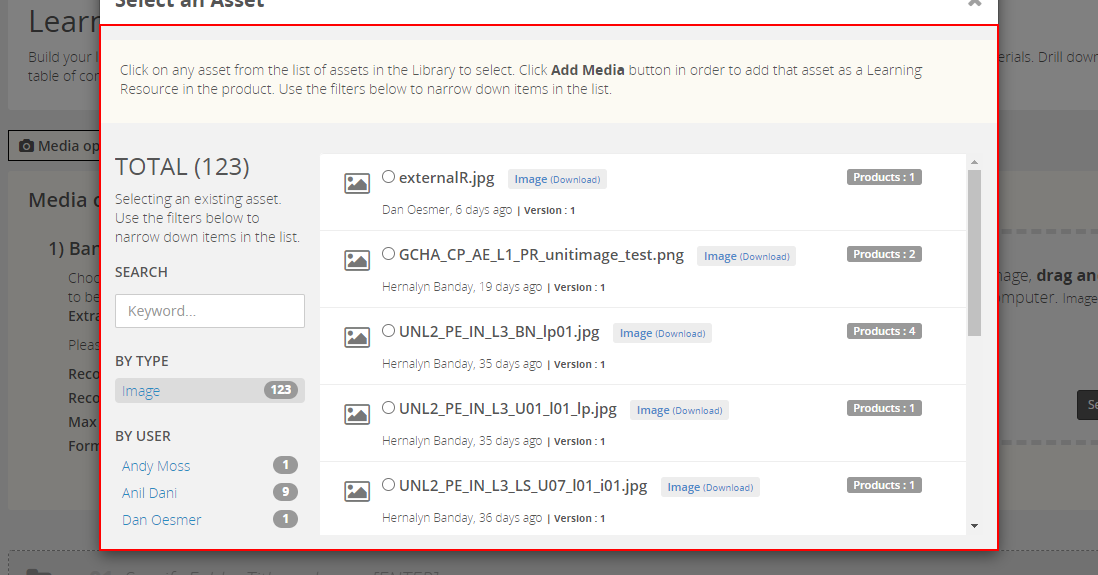 Select an Asset
Learn
Build your l
table of con
erials. Drill down
Click on any asset from the list of assets in the Library to select. Click Add Media button in order to add that asset as a Learning
Resource in the product. Use the filters below to narrow down items in the list.
Media op
Media o
1) Ban
Choo
to be
Extra
Pleas
Reco
Reco
Max
Form
TOTAL (123)
Selecting an existing asset.
Use the filters below to
narrow down items in the list.
SEARCH
Keyword...
BY TYPE
Image 123
BY USER
Andy Moss 1
Anil Dani 9
Dan Oesmer 1
externalR.jpg Image (Download) Products : 1
Dan Oesmer, 6 days ago | Version : 1
GCHA_CP_AE_L1_PR_unitimage_test.png Image (Download) Products : 2
Hernalyn Banday, 19 days ago | Version : 1
UNL2_PE_IN_L3_BN_lp01.jpg Image (Download) Products : 4
Hernalyn Banday, 35 days ago | Version : 1
UNL2_PE_IN_L3_U01_l01_lp.jpg Image (Download) Products : 1
Hernalyn Banday, 35 days ago | Version : 1
UNL2_PE_IN_L3_LS_U07_l01_i01.jpg Image (Download) Products : 1
Hernalyn Banday, 36 days ago | Version : 1
nage, drag an
mputer. Image
Se